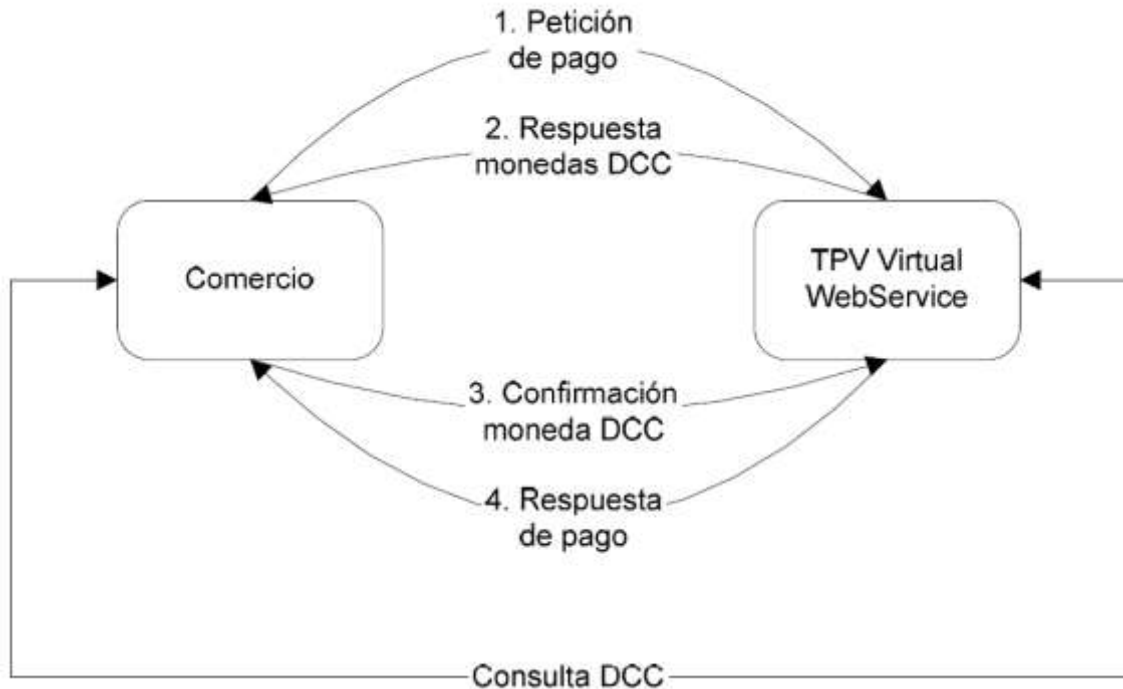 1. Petición
de pago
2. Respuesta
monedas DCC
Comercio
TPV Virtual
WebService
3. Confirmación
moneda DCC
4. Respuesta
de pago
Consulta DCC